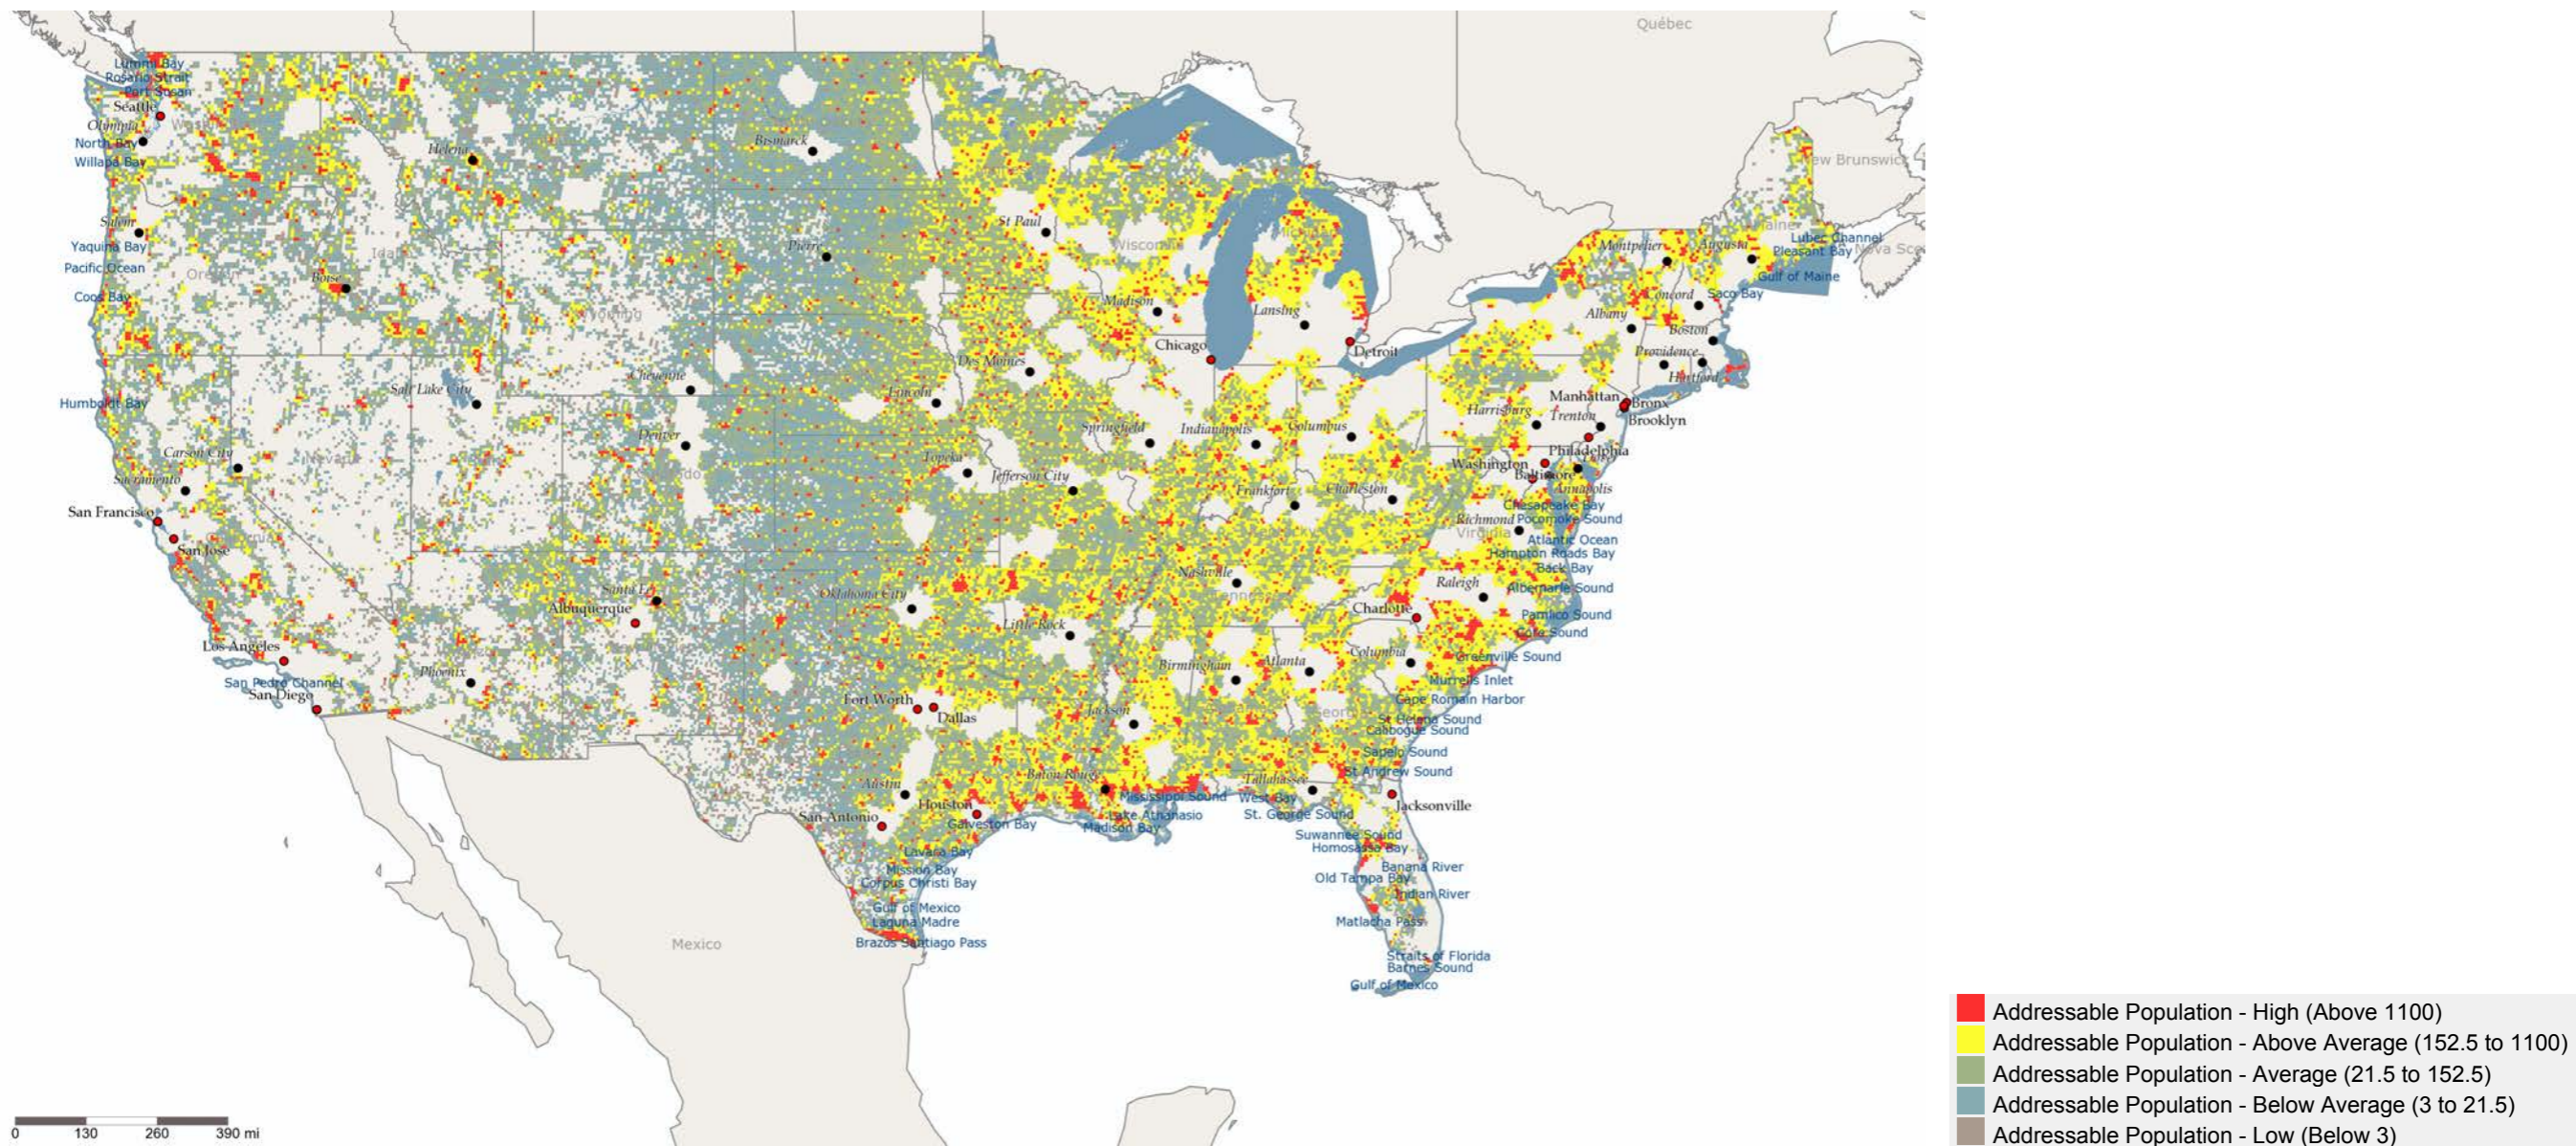 Québec
Lummi Bay
Rosario Strait
Port Susan
Seattle
Olympia
North Bay
Willapa Bay
Helena
Bismarck
New Brunswick
Salem
Yaquina Bay
Pacific Ocean
Coos Bay
Boise
Pierre
St Paul
Wisconsin
Montpelier
Augusta
Maine
Lubec Channel
Pleasant Bay
Gulf of Maine
Saco Bay
Concord
Albany
Boston
Providence
Hartford
Wyoming
Madison
Lansing
Chicago
Detroit
Des Moines
Cheyenne
Salt Lake City
Lincoln
Humboldt Bay
Manhattan
Bronx
Brooklyn
Harrisburg
Trenton
Springfield
Indianapolis
Columbus
Denver
Carson City
Sacramento
Topeka
Jefferson City
Philadelphia
Washington
Baltimore
Annapolis
Frankfort
Charleston
Chesapeake Bay
San Francisco
San Jose
Richmond
Pocomoke Sound
Virginia
Atlantic Ocean
Hampton Roads Bay
Back Bay
Nashville
Raleigh
Albemarle Sound
Santa Fe
Albuquerque
Oklahoma City
Tennessee
Charlotte
Pamlico Sound
Core Sound
Little Rock
Los Angeles
Phoenix
Birmingham
Atlanta
Columbia
Greenville Sound
San Pedro Channel
San Diego
Murrells Inlet
Cape Romain Harbor
Fort Worth
Dallas
Jackson
St Helena Sound
Calibogue Sound
Sapelo Sound
St Andrew Sound
Austin
Baton Rouge
Tallahassee
Houston
Mississippi Sound
West Bay
Jacksonville
San Antonio
Galveston Bay
Lake Athanasio
Madison Bay
St. George Sound
Suwannee Sound
Homosassa Bay
Lavaca Bay
Mission Bay
Corpus Christi Bay
Banana River
Old Tampa Bay
Indian River
Gulf of Mexico
Laguna Madre
Matlacha Pass
Mexico
Brazos Santiago Pass
Straits of Florida
Barnes Sound
Gulf of Mexico
0 130 260 390 mi
Addressable Population - High (Above 1100)
Addressable Population - Above Average (152.5 to 1100)
Addressable Population - Average (21.5 to 152.5)
Addressable Population - Below Average (3 to 21.5)
Addressable Population - Low (Below 3)